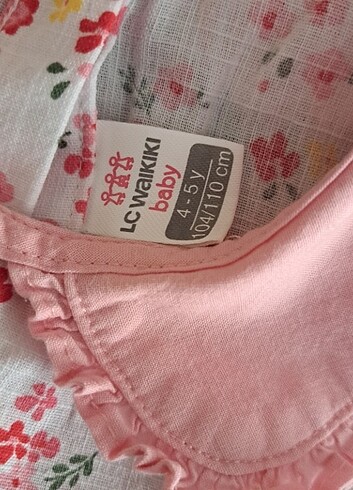 LC WAIKIKI
baby
4 - 5 y
104/110 cm